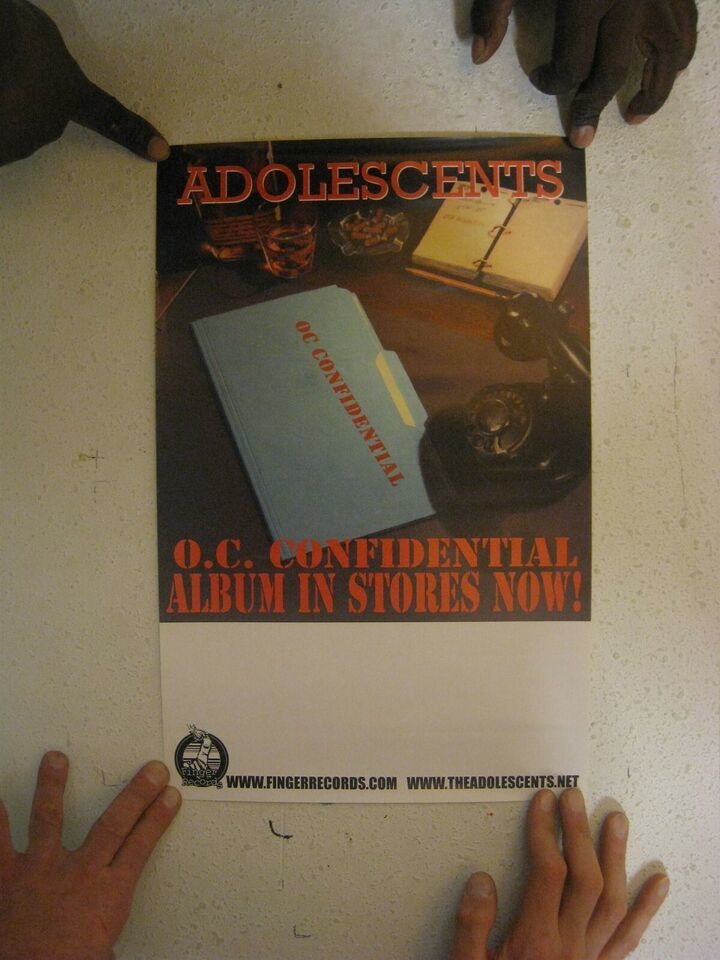 ADOLESCENTS
OC CONFIDENTIAL
O.C. CONFIDENTIAL
ALBUM IN STORES NOW!
finger
Records
WWW.FINGERRECORDS.COM WWW.THEADOLESCENTS.NET